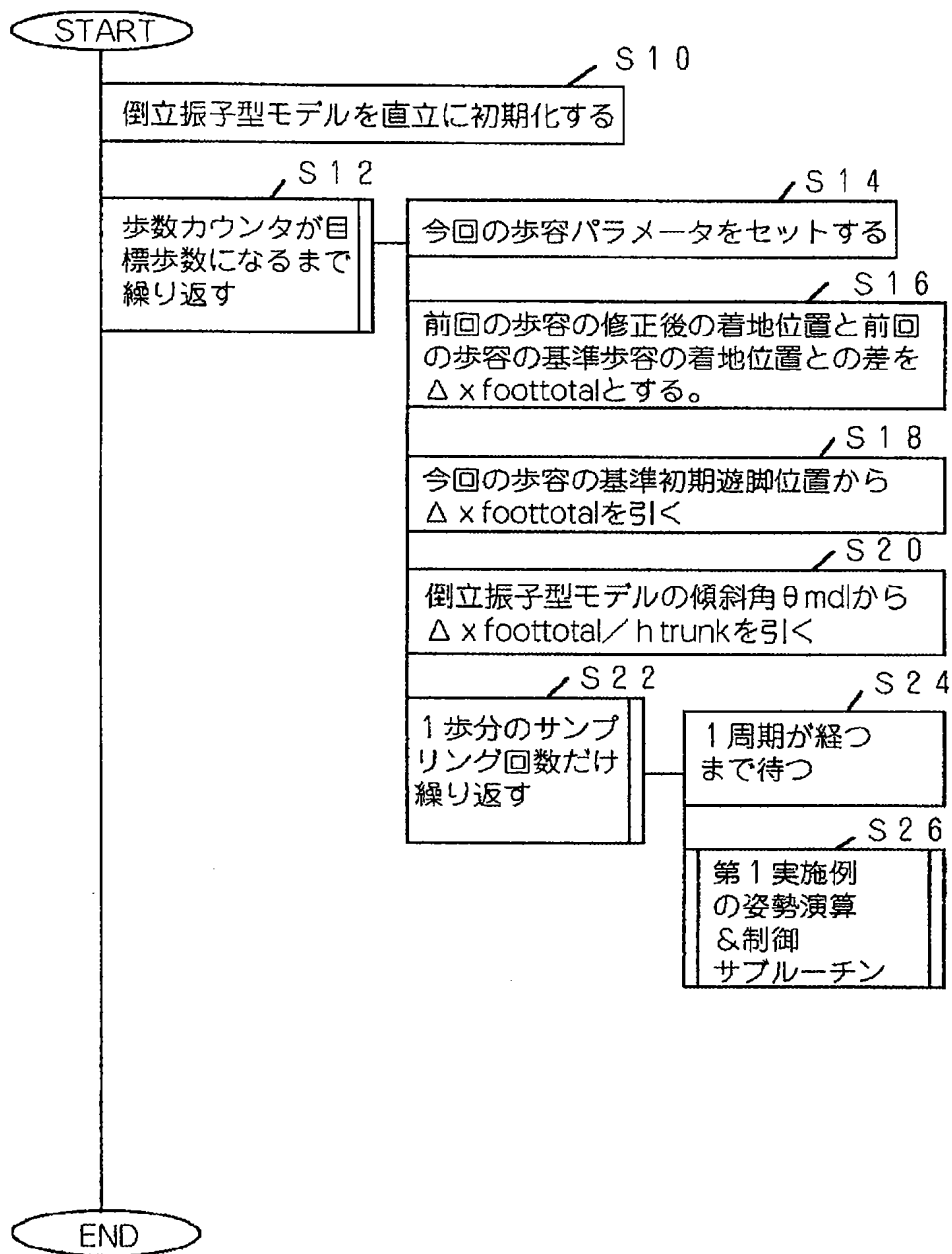 START
S10
倒立振子型モデルを直立に初期化する
S12
歩数カウンタが目
標歩数になるまで
繰り返す
S14
今回の歩容パラメータをセットする
S16
前回の歩容の修正後の着地位置と前回
の歩容の基準歩容の着地位置との差を
Δxfoottotalとする。
S18
今回の歩容の基準初期遊脚位置から
Δxfoottotalを引く
S20
倒立振子型モデルの傾斜角θmdlから
Δxfoottotal/htrunkを引く
S22
1歩分のサンプ
リング回数だけ
繰り返す
S24
1周期が経つ
まで待つ
S26
第1実施例
の姿勢演算
&制御
サブルーチン
END